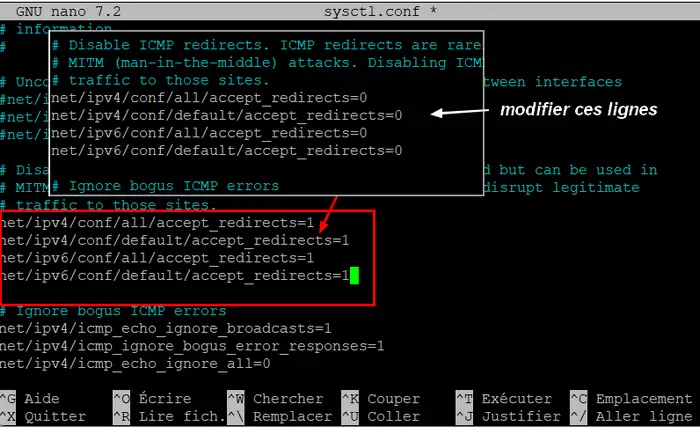 GNU nano 7.2 sysctl.conf *
# information
#
# Disable ICMP redirects. ICMP redirects are rare
# MITM (man-in-the-middle) attacks. Disabling ICM
# traffic to those sites.
net/ipv4/conf/all/accept_redirects=0
net/ipv4/conf/default/accept_redirects=0
net/ipv6/conf/all/accept_redirects=0
net/ipv6/conf/default/accept_redirects=0
# Ignore bogus ICMP errors
modifier ces lignes
# Unco tween interfaces
#net/i
#net/i
#net/i
# Disa d but can be used in
# MITM disrupt legitimate
# traffic to those sites.
net/ipv4/conf/all/accept_redirects=1
net/ipv4/conf/default/accept_redirects=1
net/ipv6/conf/all/accept_redirects=1
net/ipv6/conf/default/accept_redirects=1
# Ignore bogus ICMP errors
net/ipv4/icmp_echo_ignore_broadcasts=1
net/ipv4/icmp_ignore_bogus_error_responses=1
net/ipv4/icmp_echo_ignore_all=0
^G Aide ^O Écrire ^W Chercher ^K Couper ^T Exécuter ^C Emplacement
^X Quitter ^R Lire fich. ^\ Remplacer ^U Coller ^J Justifier ^/ Aller ligne